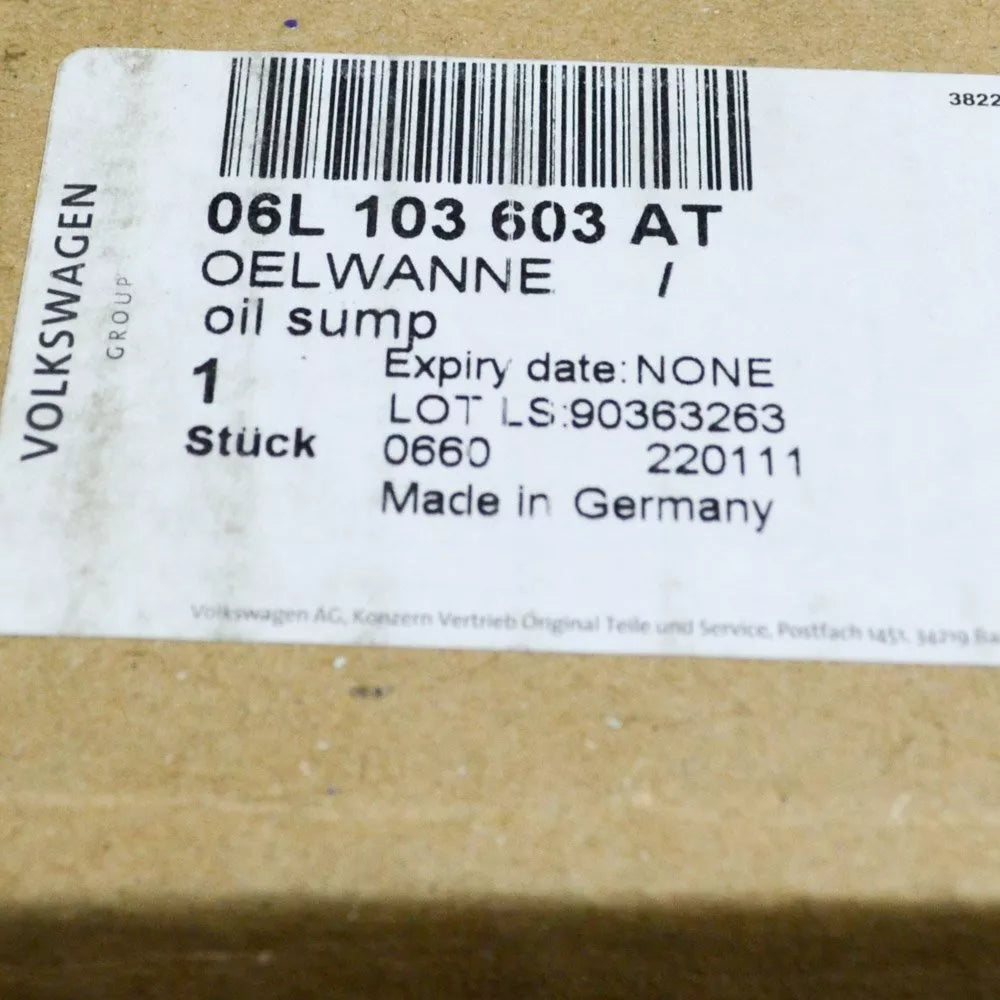 3822
06L 103 603 AT
OELWANNE /
oil sump
1
Stück
Expiry date:NONE
LOT LS:90363263
0660 220111
Made in Germany
VOLKSWAGEN
GROUP
Volkswagen AG, Konzern Vertrieb Original Teile und Service, Postfach 1451, 34219 Ba